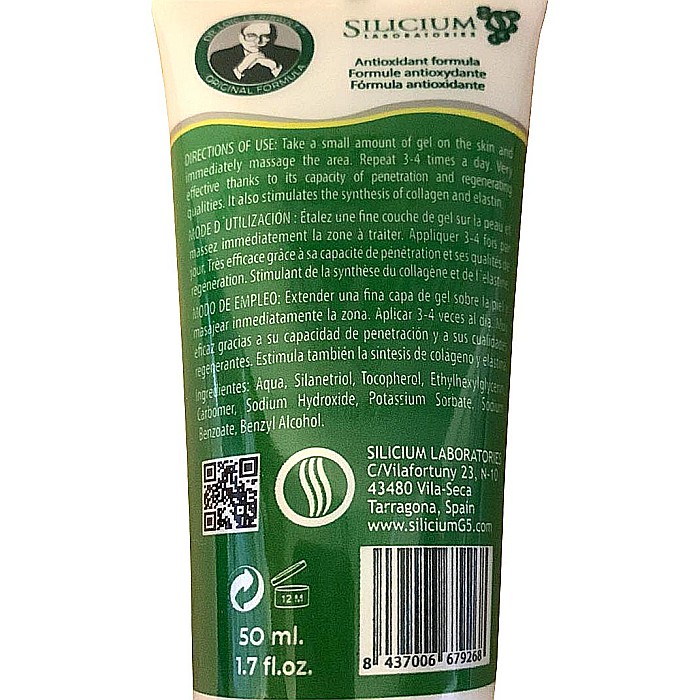 DR. LOÏC LE RIBAULT
ORIGINAL FORMULA
SILICIUM
LABORATORIES
Antioxidant formula
Formule antioxydante
Fórmula antioxidante
DIRECTIONS OF USE: Take a small amount of gel on the skin and
immediately massage the area. Repeat 3-4 times a day. Very
effective thanks to its capacity of penetration and regenerating
qualities. It also stimulates the synthesis of collagen and elastin.
MODE D´UTILIZACIÓN : Étalez une fine couche de gel sur la peau et
massez immédiatement la zone à traiter. Appliquer 3-4 fois par
jour. Très efficace grâce à sa capacité de pénétration et ses qualités de
régénération. Stimulant de la synthèse du collagène et de l'élastine
MODO DE EMPLEO: Extender una fina capa de gel sobre la piel
masajear inmediatamente la zona. Aplicar 3-4 veces al día. Muy
eficaz gracias a su capacidad de penetración y a sus cualidades
regenerantes. Estimula también la sintesis de colágeno y elastina
Ingredientes: Aqua, Silanetriol, Tocopherol, Ethylhexylglycerin,
Carbomer, Sodium Hydroxide, Potassium Sorbate, Sodium
Benzoate, Benzyl Alcohol.
SILICIUM LABORATORIES
C/Vilafortuny 23, N-10
43480 Vila-Seca
Tarragona, Spain
www.siliciumG5.com
12 M
50 ml.
1.7 fl.oz.
8 437006 679268